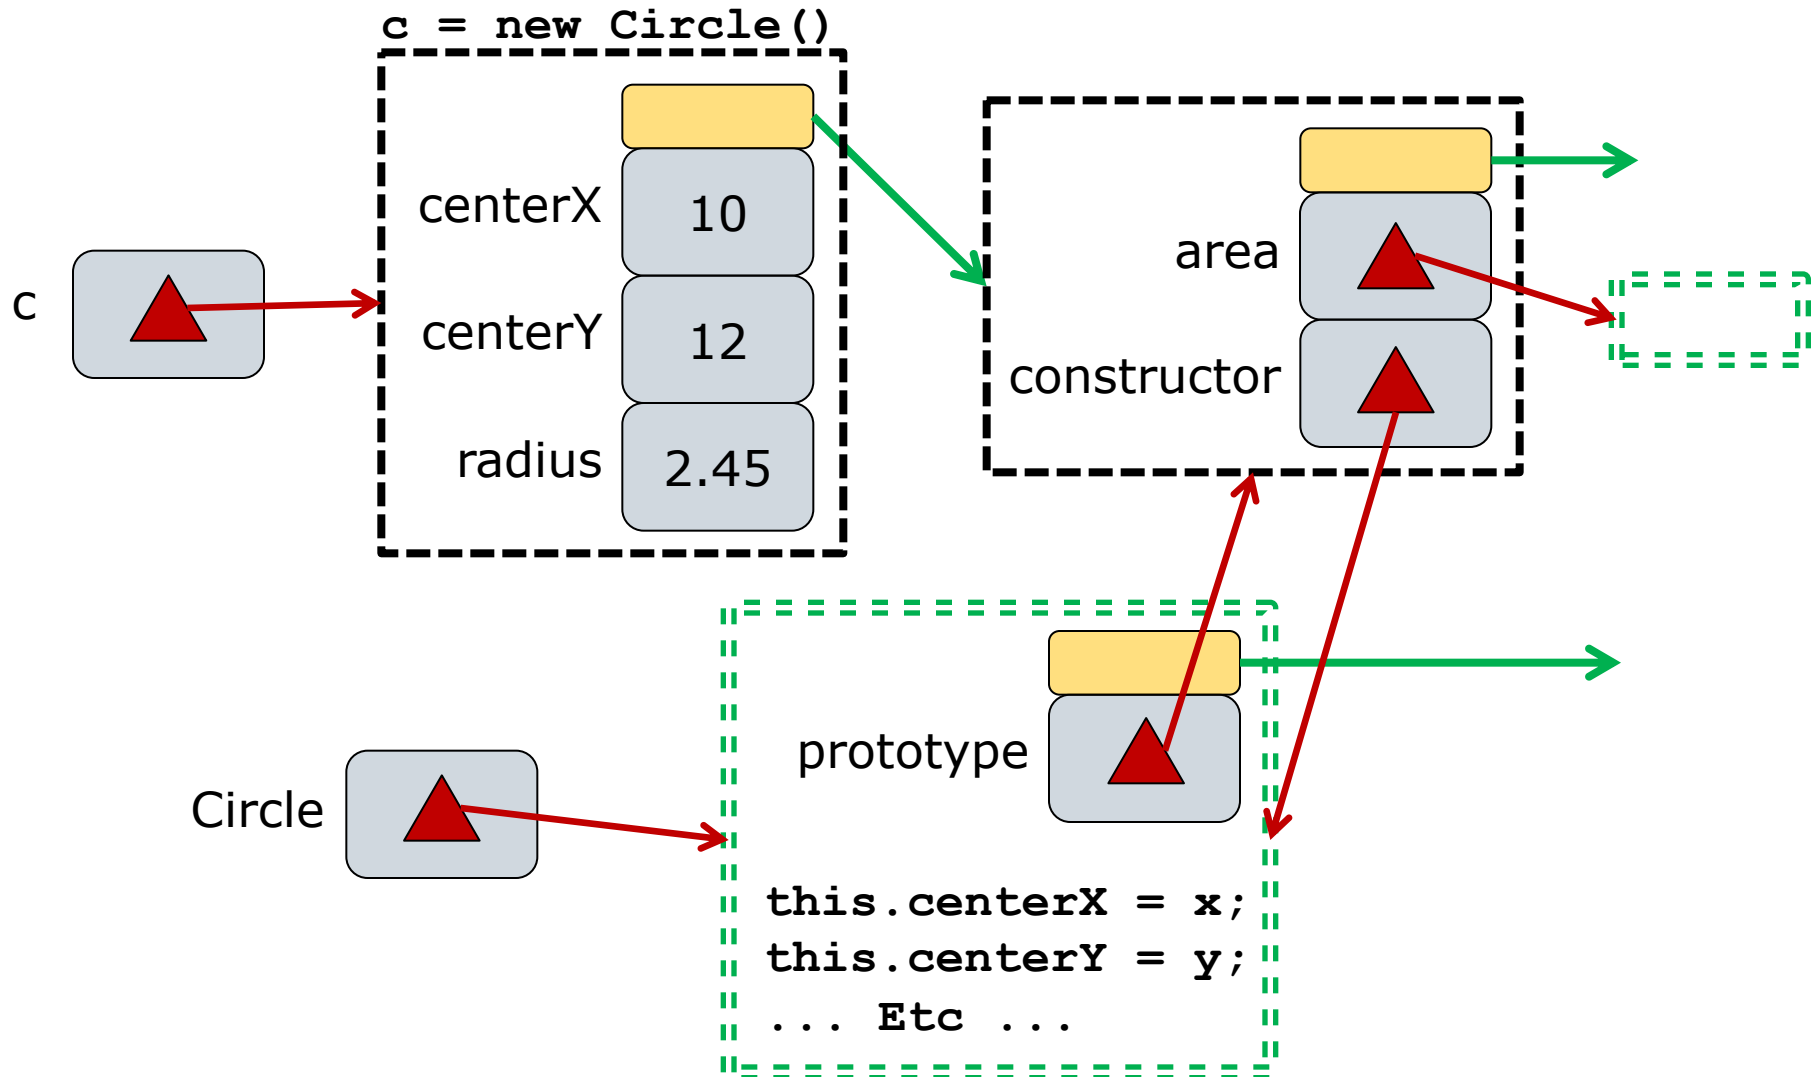 c = new Circle()
centerX 10
centerY 12
radius 2.45
c
area
constructor
prototype
Circle
this.centerX = x;
this.centerY = y;
... Etc ...